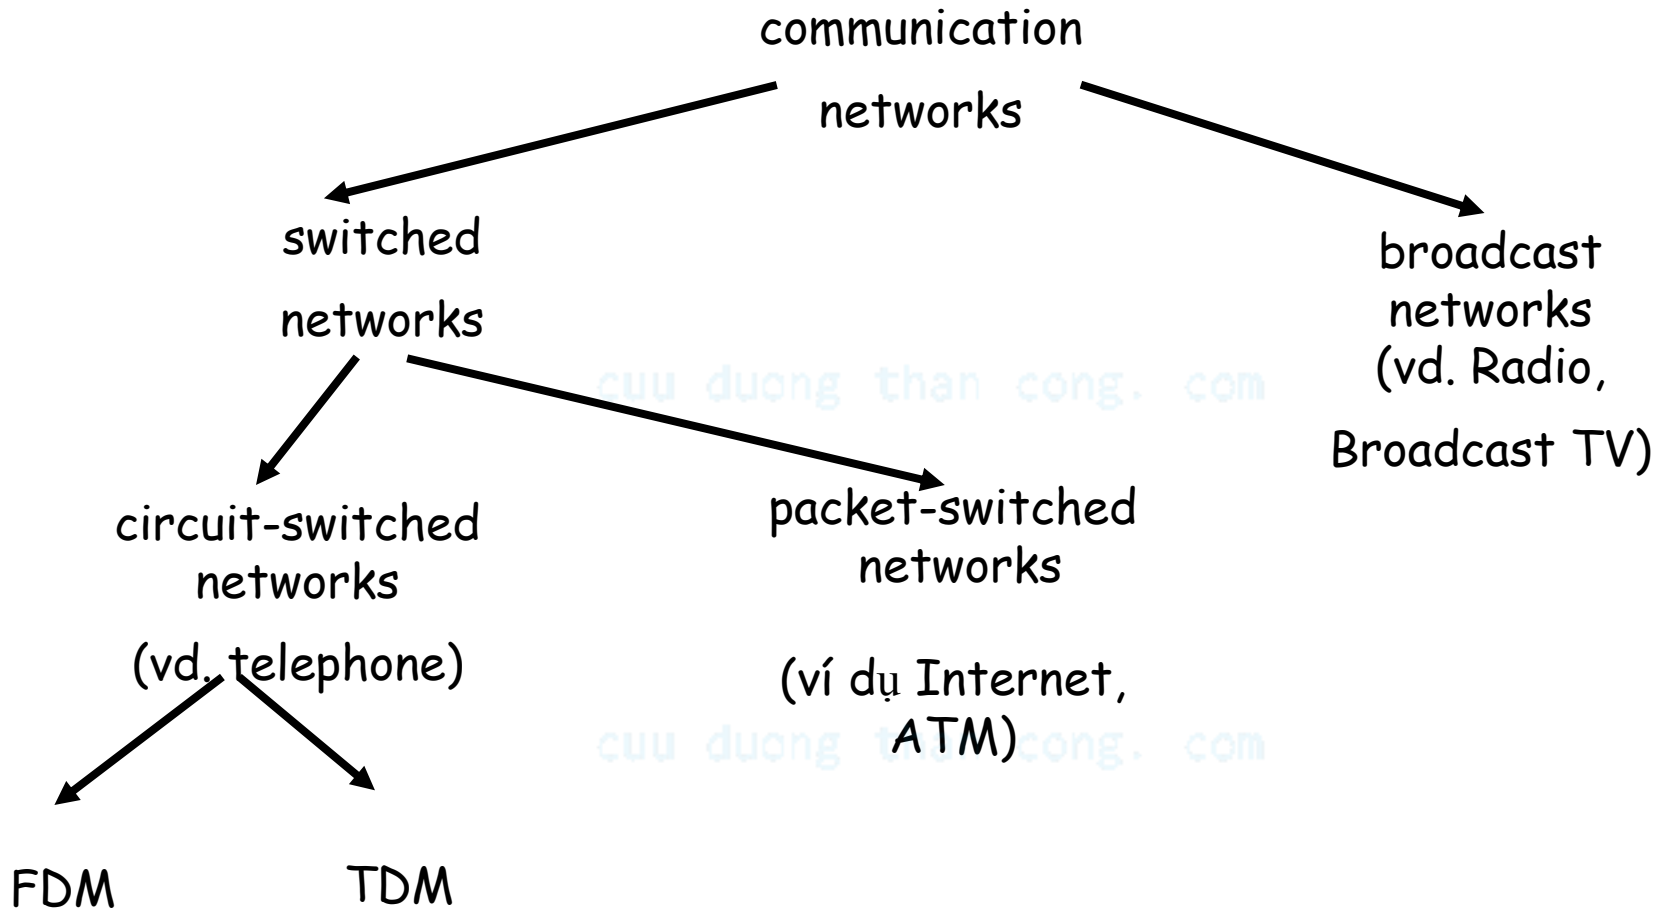 communication
networks
switched
networks
broadcast
networks
(vd. Radio,
Broadcast TV)
cuu duong than cong. com
circuit-switched
networks
(vd. telephone)
packet-switched
networks
(ví dụ Internet,
ATM)
cuu duong than cong. com
FDM
TDM